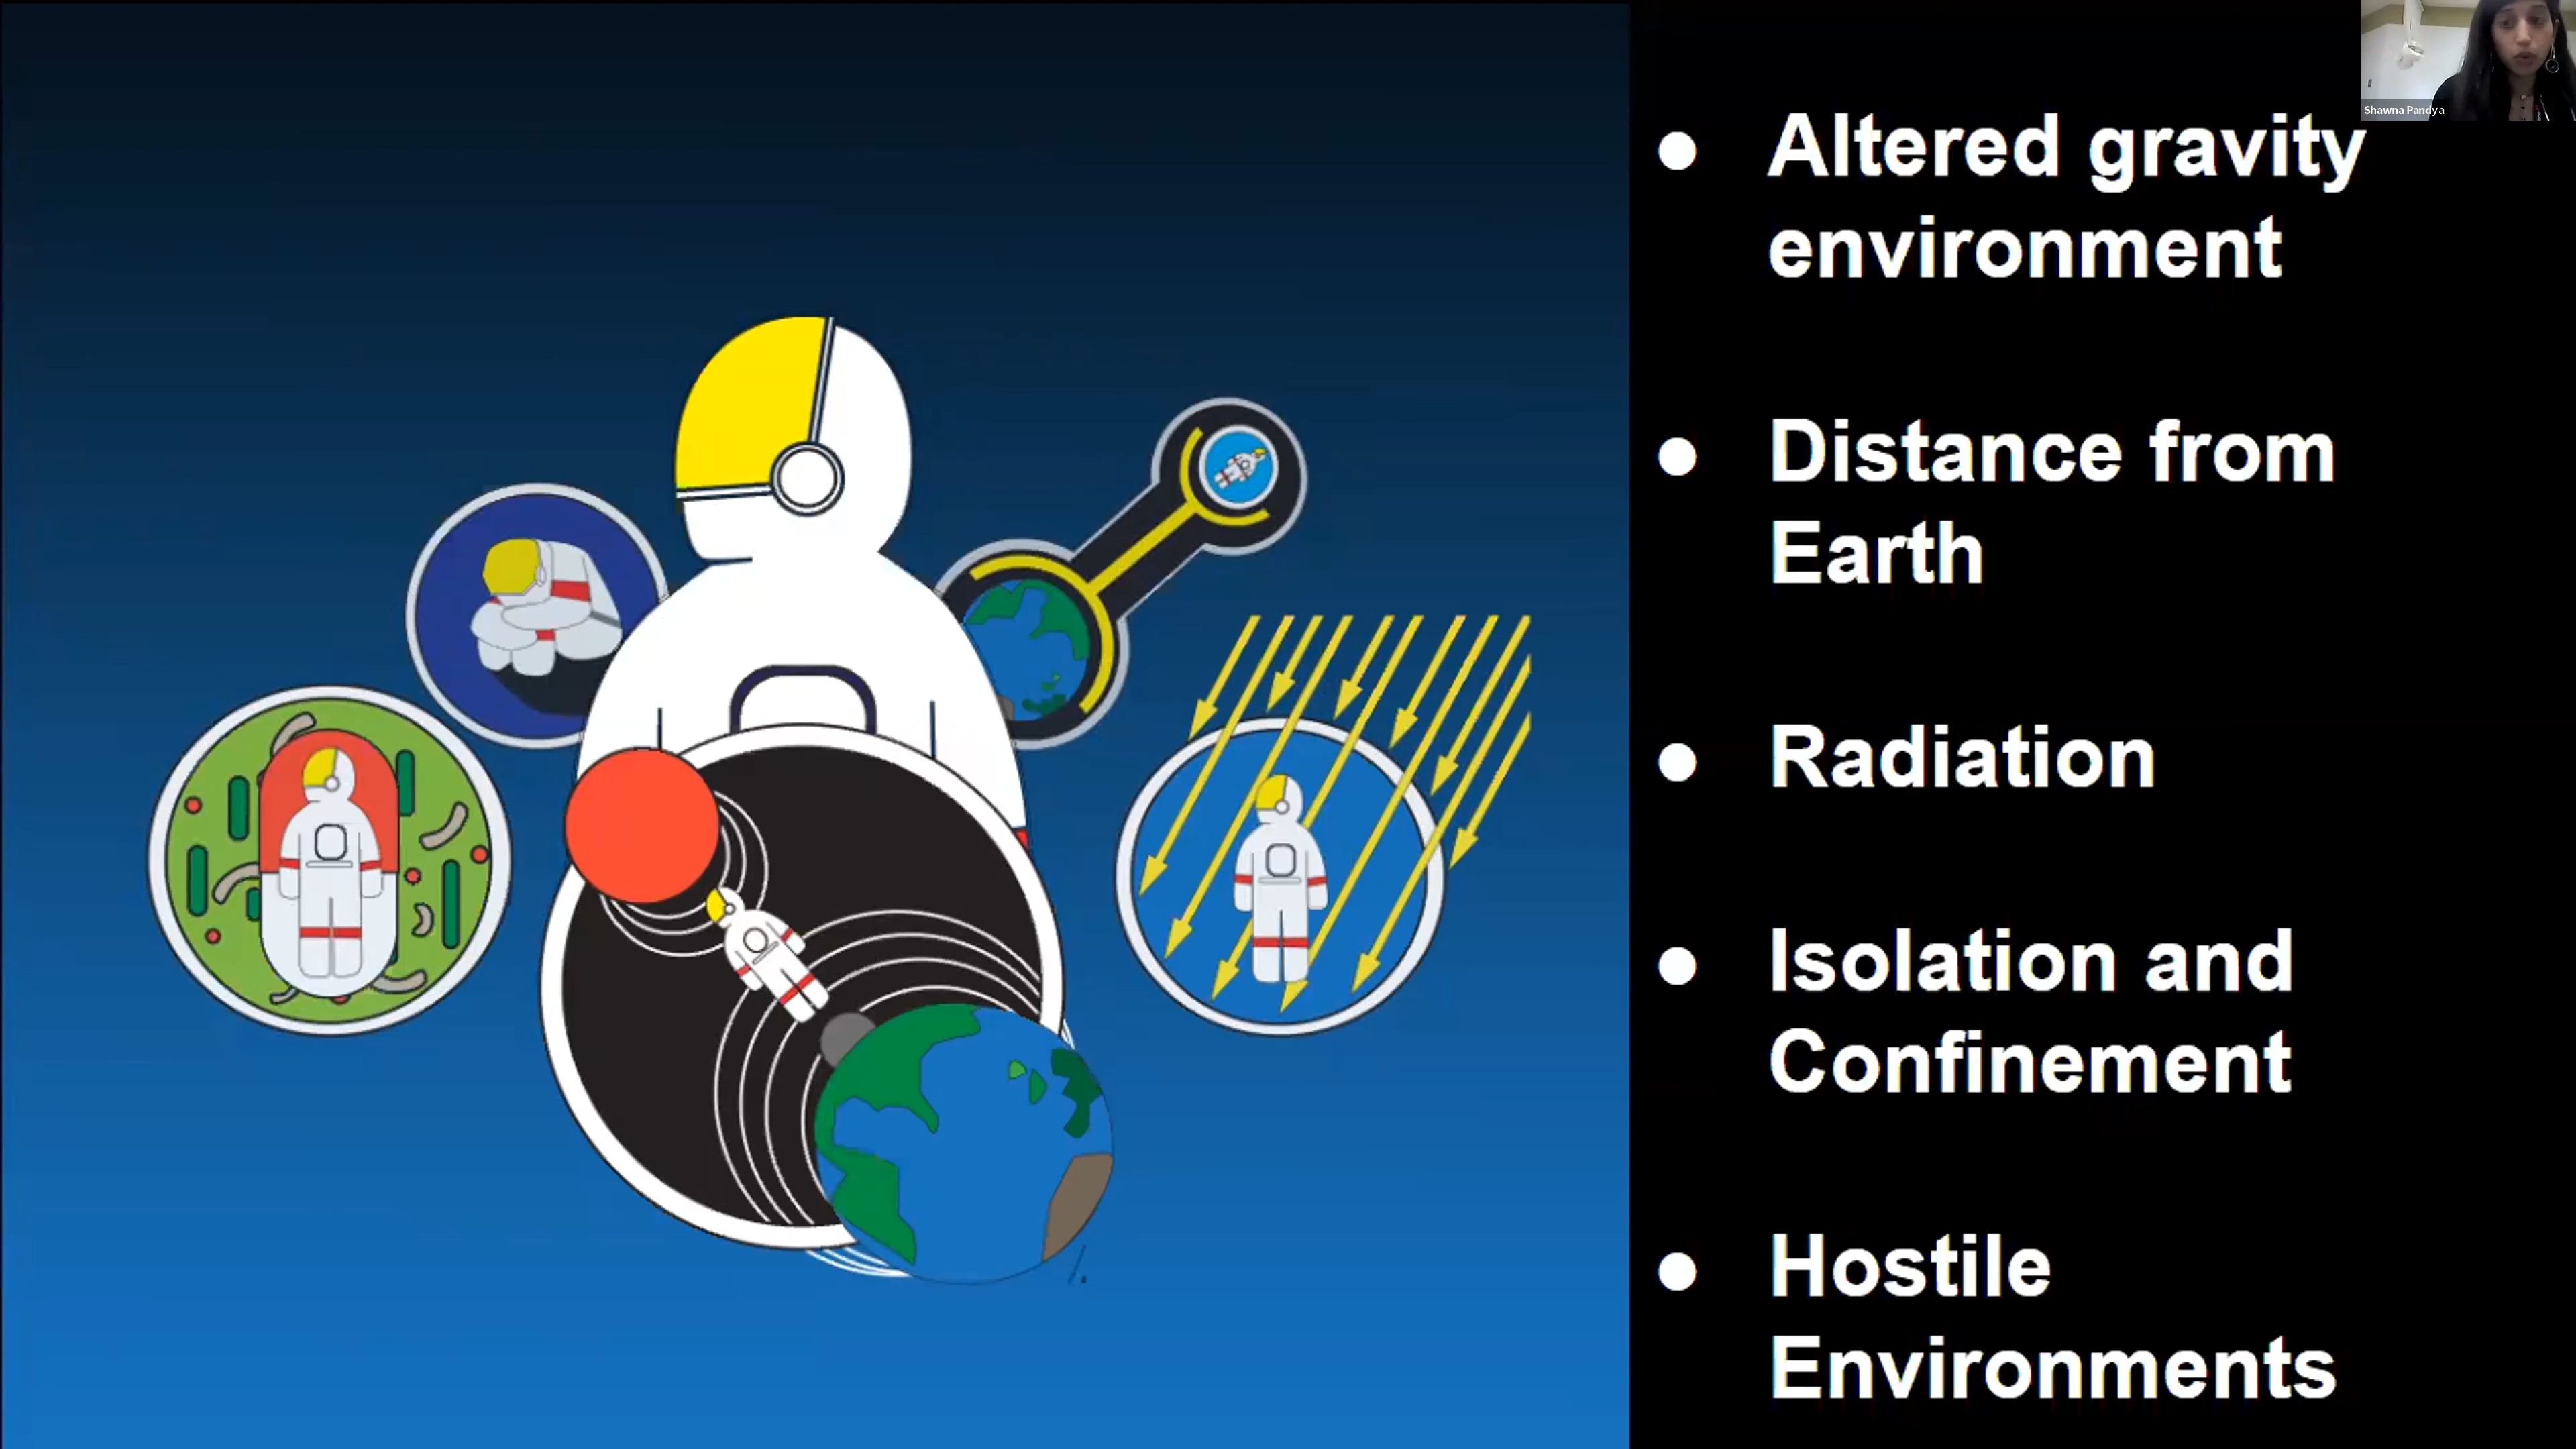 Shawna Pandya
● Altered gravity
environment
● Distance from
Earth
● Radiation
● Isolation and
Confinement
● Hostile
Environments